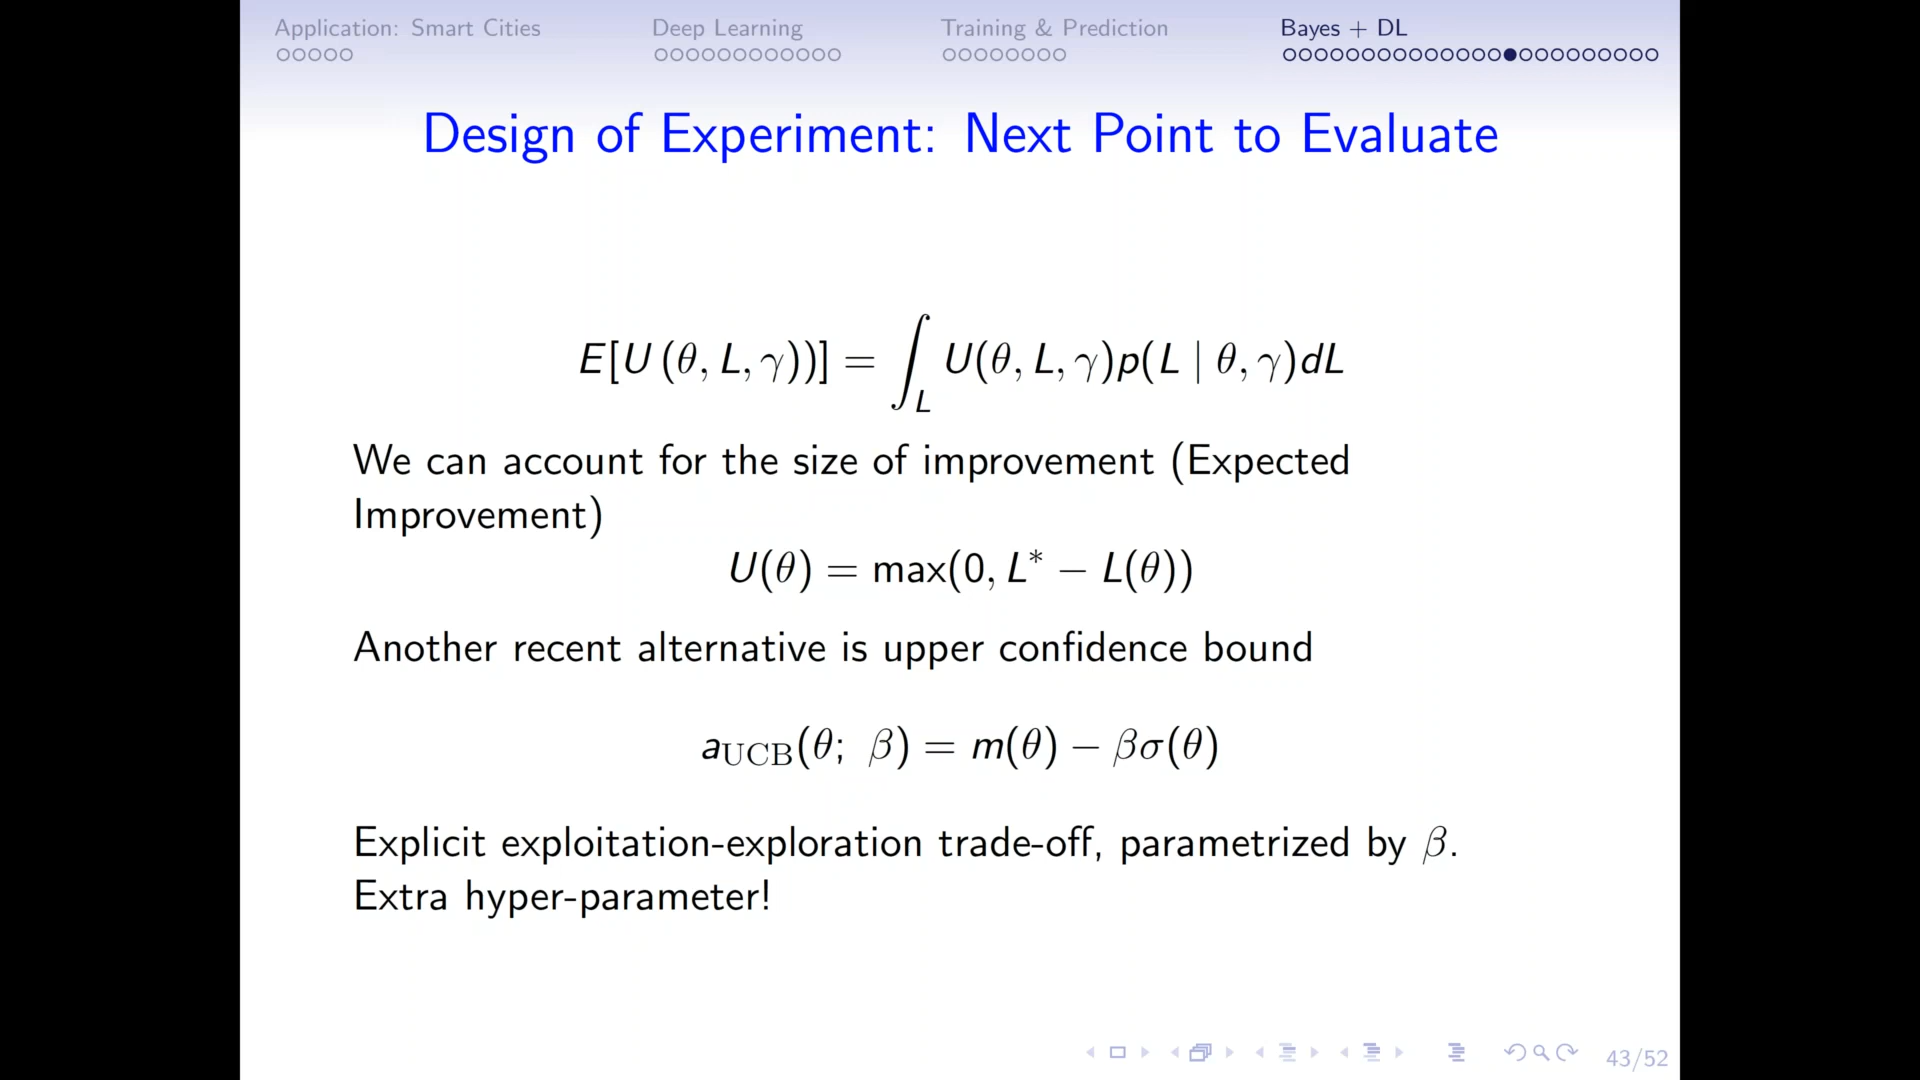 Application: Smart Cities Deep Learning Training & Prediction Bayes + DL
Design of Experiment: Next Point to Evaluate
E[U (θ, L, γ))] = ∫_L U(θ, L, γ)p(L | θ, γ)dL
We can account for the size of improvement (Expected
Improvement)
U(θ) = max(0, L* − L(θ))
Another recent alternative is upper confidence bound
a_UCB(θ; β) = m(θ) − βσ(θ)
Explicit exploitation-exploration trade-off, parametrized by β.
Extra hyper-parameter!
43/52